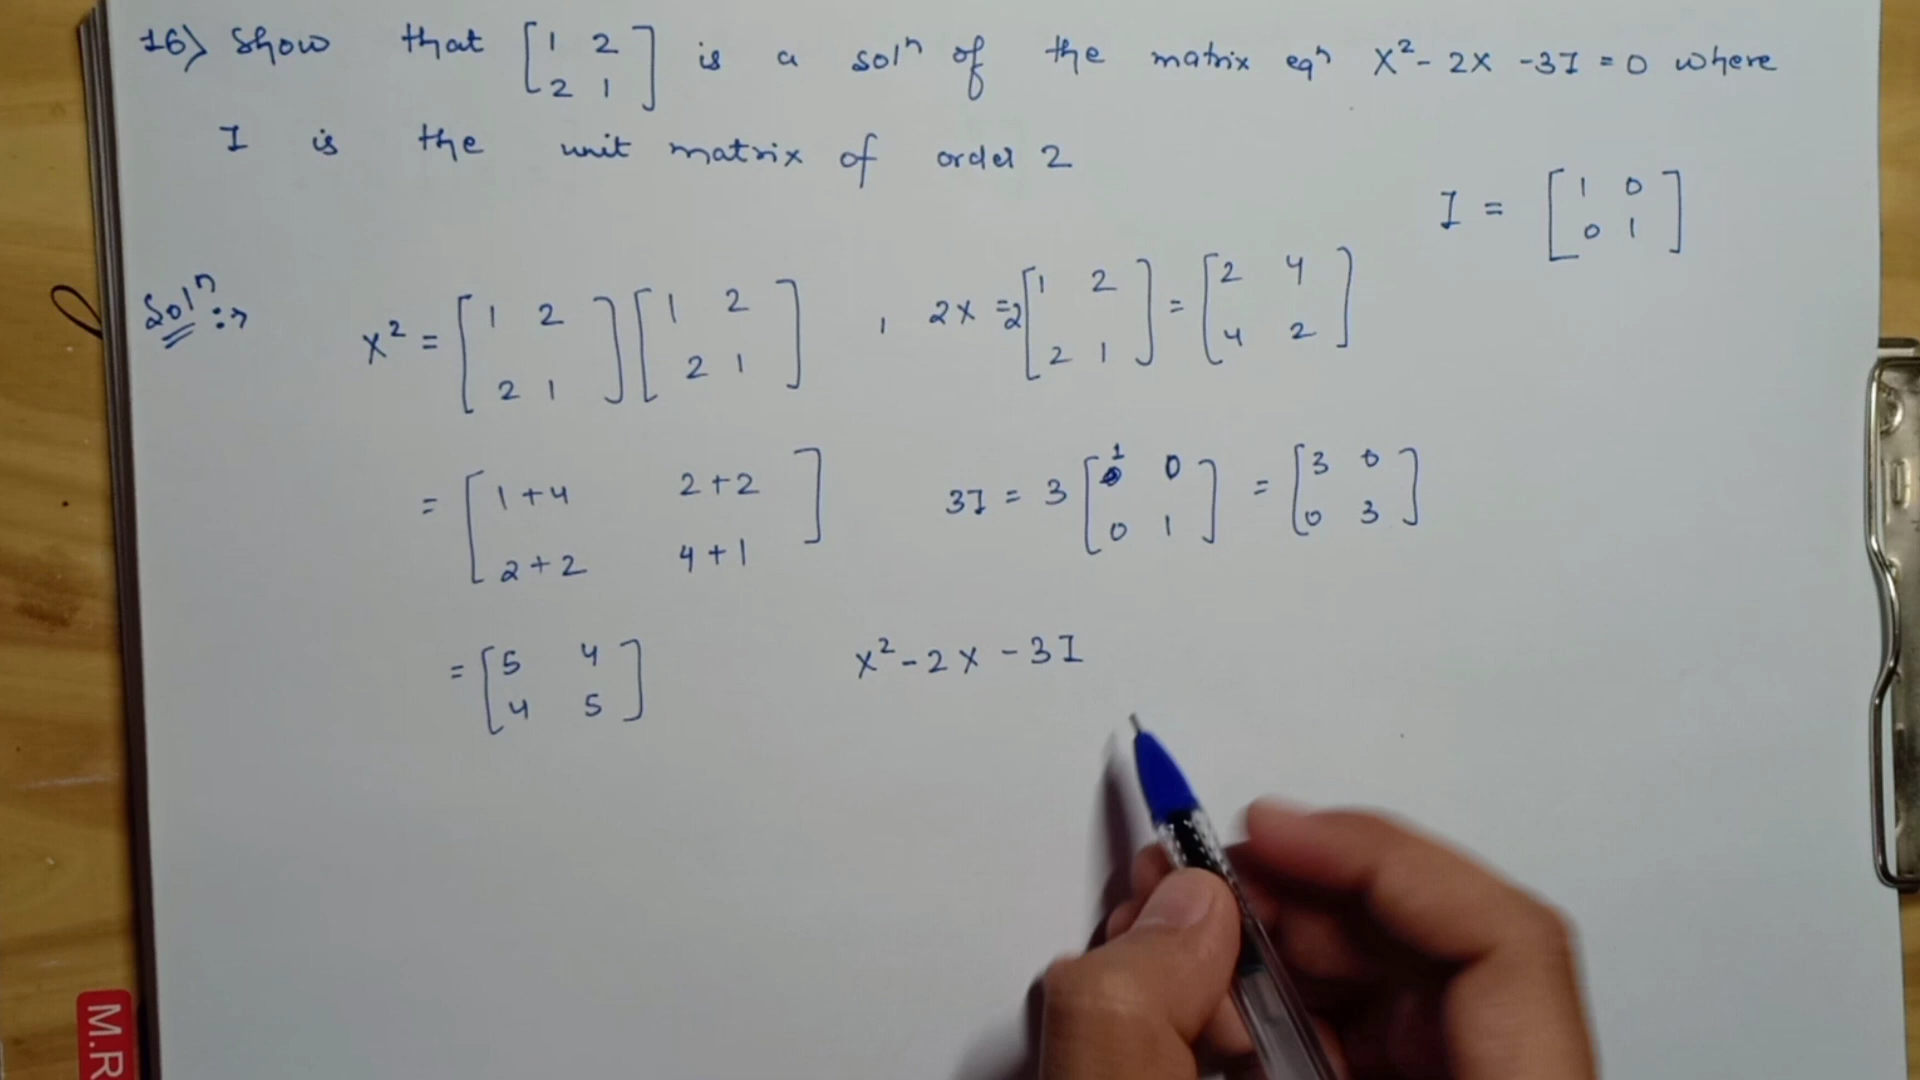 16) Show that [1 2 2 1] is a solⁿ of the matrix eqⁿ X² - 2X - 3I = 0 where
I is the unit matrix of order 2
I = [1 0 0 1]
Solⁿ :→ X² = [1 2 2 1] [1 2 2 1] , 2X = 2 [1 2 2 1] = [2 4 4 2]
= [1+4 2+2 2+2 4+1] 3I = 3 [1 0 0 1] = [3 0 0 3]
= [5 4 4 5] X² - 2X - 3I
M.R